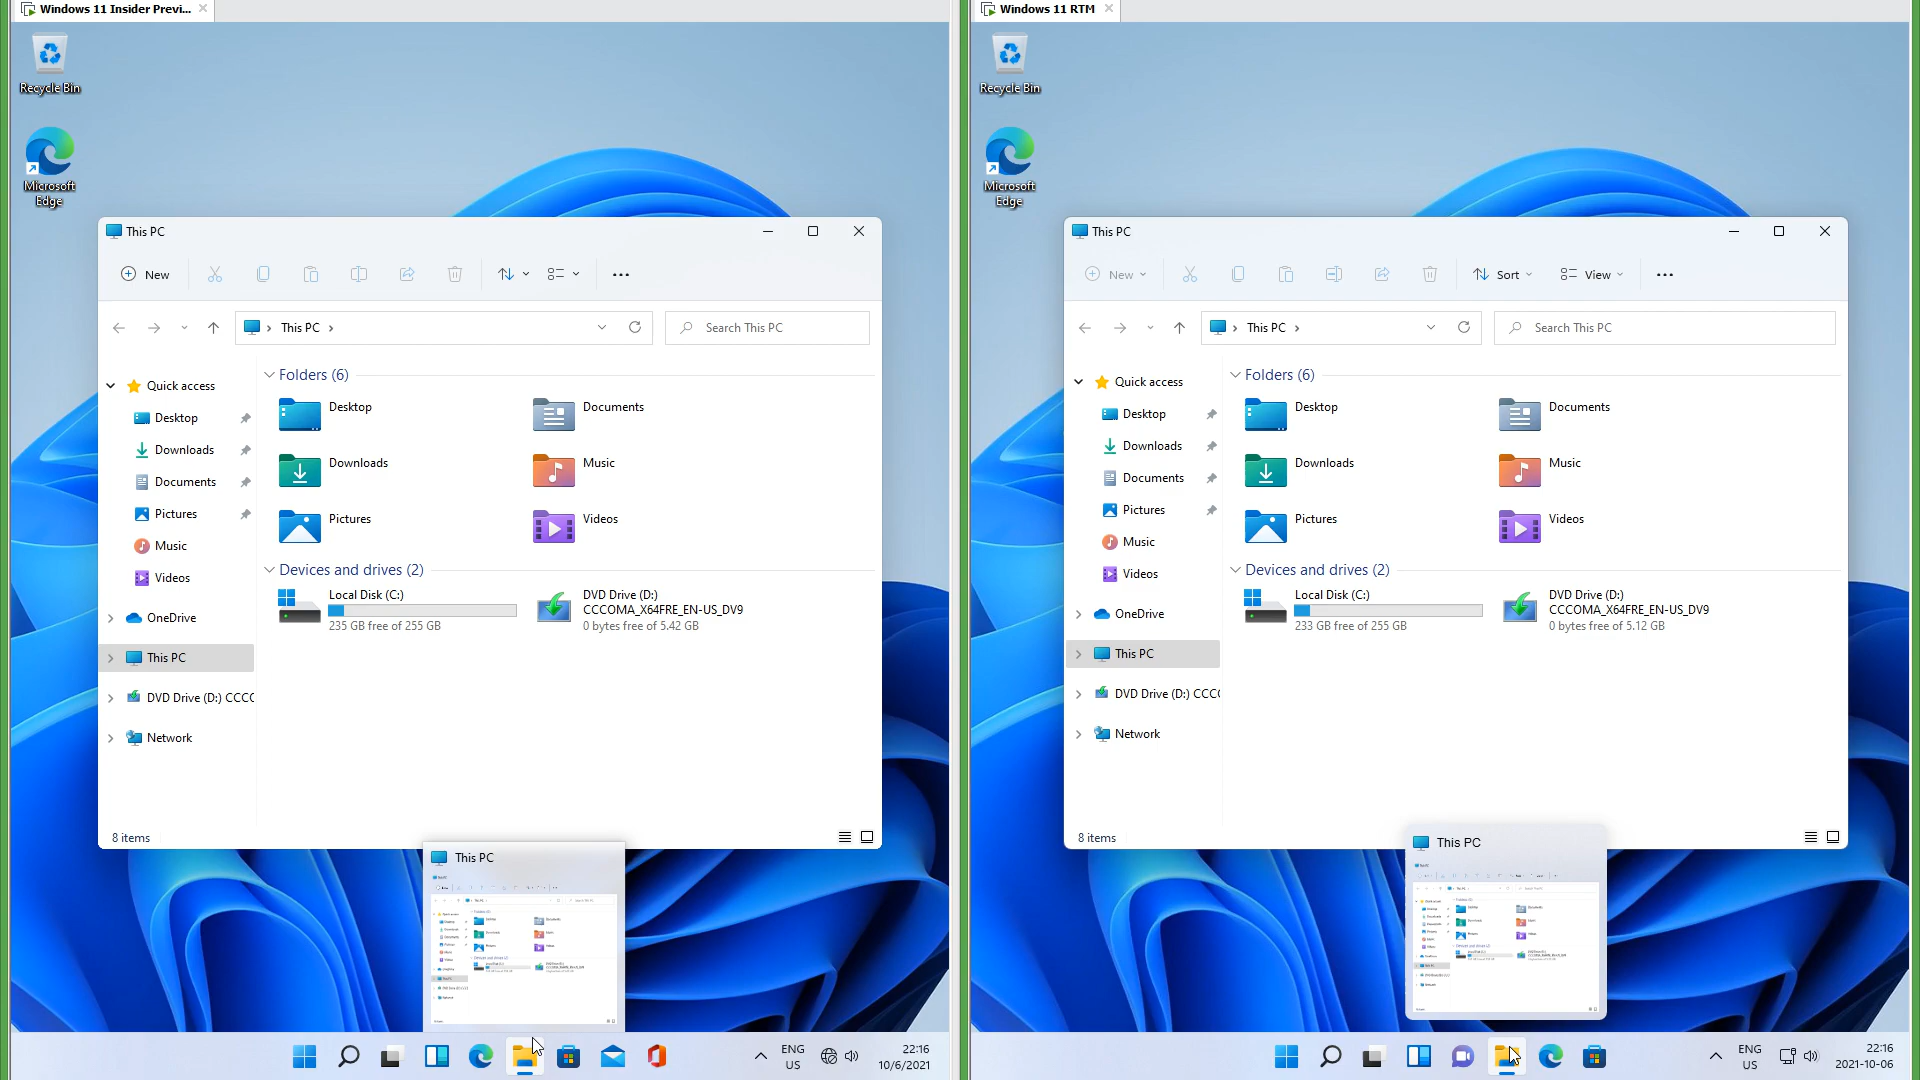 Windows 11 Insider Previ...
Recycle Bin
Microsoft
Edge
This PC
New
This PC
Search This PC
Quick access
Desktop
Downloads
Documents
Pictures
Music
Videos
OneDrive
This PC
DVD Drive (D:) CCCC
Network
Folders (6)
Desktop
Documents
Downloads
Music
Pictures
Videos
Devices and drives (2)
Local Disk (C:)
235 GB free of 255 GB
DVD Drive (D:)
CCCOMA_X64FRE_EN-US_DV9
0 bytes free of 5.42 GB
8 items
This PC
ENG
US
22:16
10/6/2021
Windows 11 RTM
Recycle Bin
Microsoft
Edge
This PC
New
Sort
View
This PC
Search This PC
Quick access
Desktop
Downloads
Documents
Pictures
Music
Videos
OneDrive
This PC
DVD Drive (D:) CCCC
Network
Folders (6)
Desktop
Documents
Downloads
Music
Pictures
Videos
Devices and drives (2)
Local Disk (C:)
233 GB free of 255 GB
DVD Drive (D:)
CCCOMA_X64FRE_EN-US_DV9
0 bytes free of 5.12 GB
8 items
This PC
ENG
US
22:16
2021-10-06